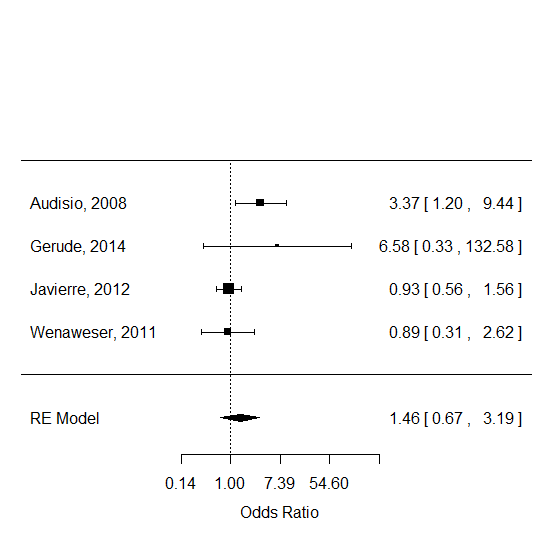 Audisio, 2008 3.37 [ 1.20 , 9.44 ]
Gerude, 2014 6.58 [ 0.33 , 132.58 ]
Javierre, 2012 0.93 [ 0.56 , 1.56 ]
Wenaweser, 2011 0.89 [ 0.31 , 2.62 ]
RE Model 1.46 [ 0.67 , 3.19 ]
0.14 1.00 7.39 54.60
Odds Ratio